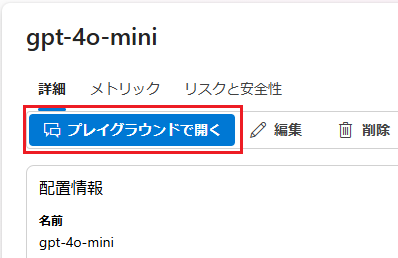 gpt-4o-mini
詳細 メトリック リスクと安全性
プレイグラウンドで開く 編集 削除
配置情報
名前
gpt-4o-mini